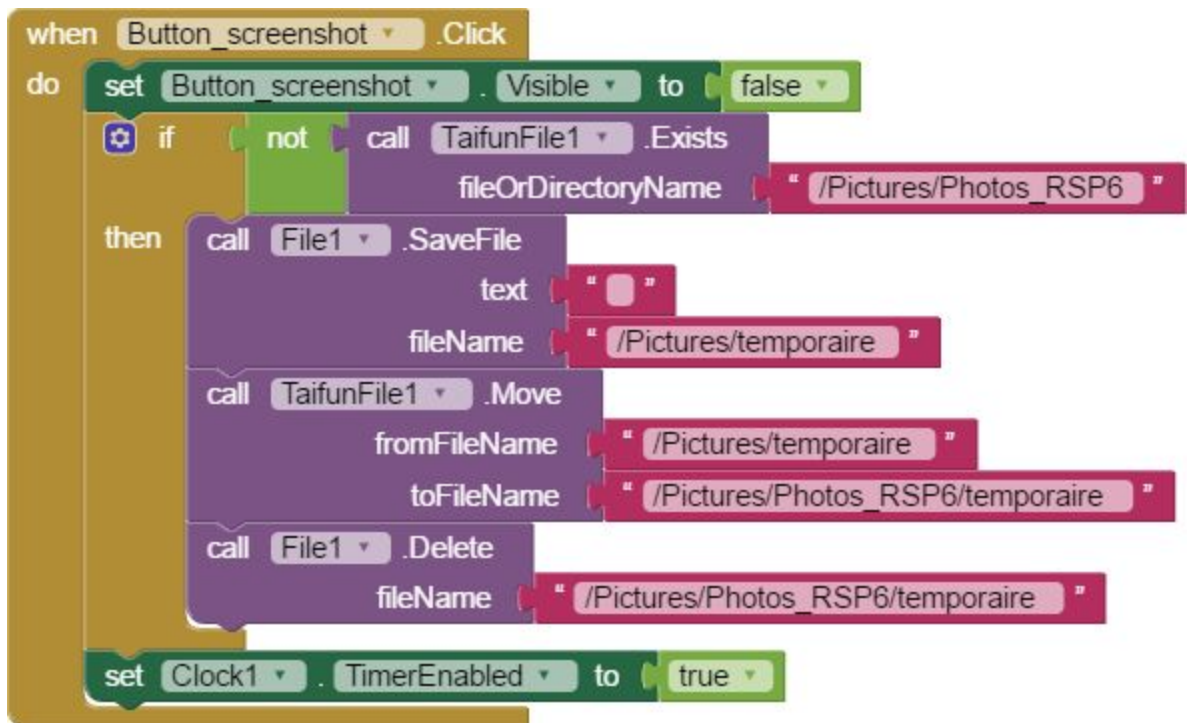 when Button_screenshot .Click
do set Button_screenshot . Visible to false
if not call TaifunFile1 .Exists
fileOrDirectoryName " /Pictures/Photos_RSP6 "
then call File1 .SaveFile
text " "
fileName " /Pictures/temporaire "
call TaifunFile1 .Move
fromFileName " /Pictures/temporaire "
toFileName " /Pictures/Photos_RSP6/temporaire "
call File1 .Delete
fileName " /Pictures/Photos_RSP6/temporaire "
set Clock1 . TimerEnabled to true